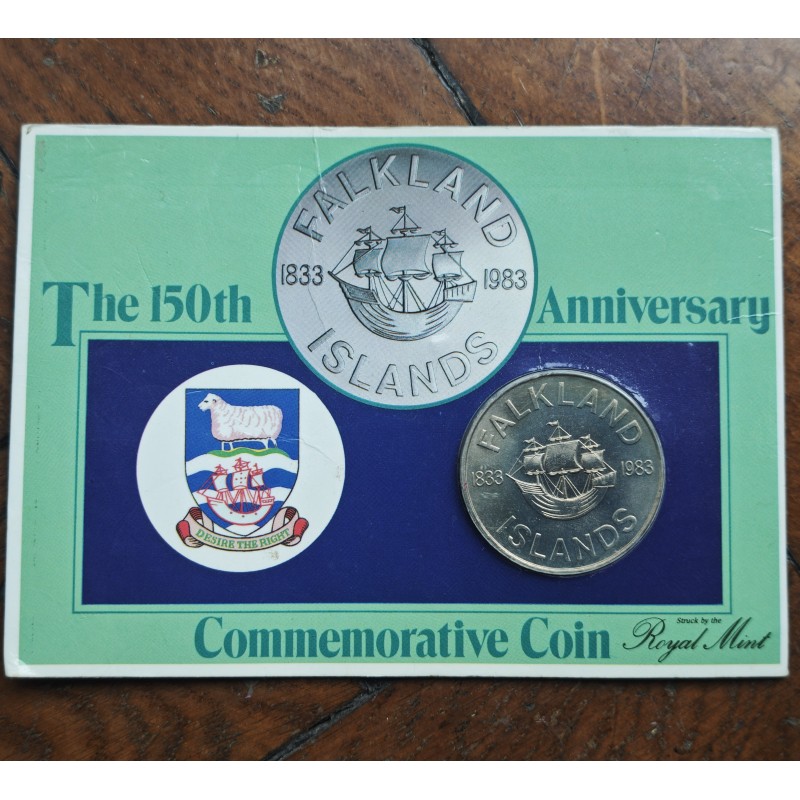 FALKLAND
1833 1983
ISLANDS
The 150th Anniversary
FALKLAND
1833 1983
ISLANDS
DESIRE THE RIGHT
Commemorative Coin
Struck by the
Royal Mint